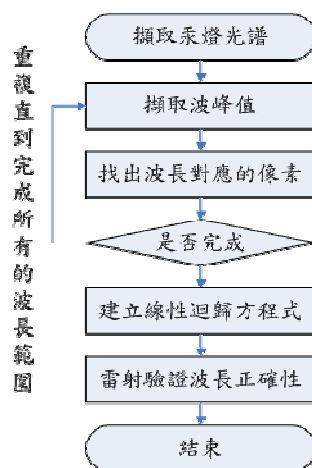 重複直到完成所有的波長範圍
擷取汞燈光譜
擷取波峰值
找出波長對應的像素
是否完成
建立線性迴歸方程式
雷射驗證波長正確性
結束